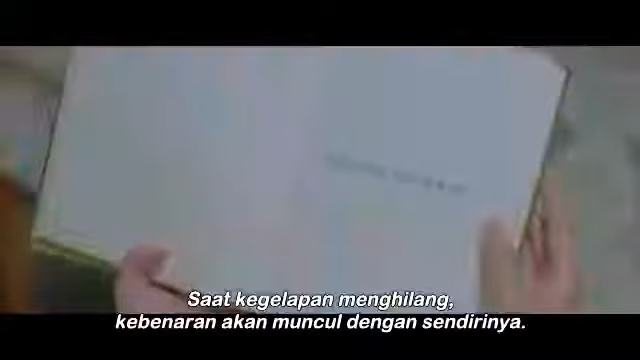 Saat kegelapan menghilang,
kebenaran akan muncul dengan sendirinya.